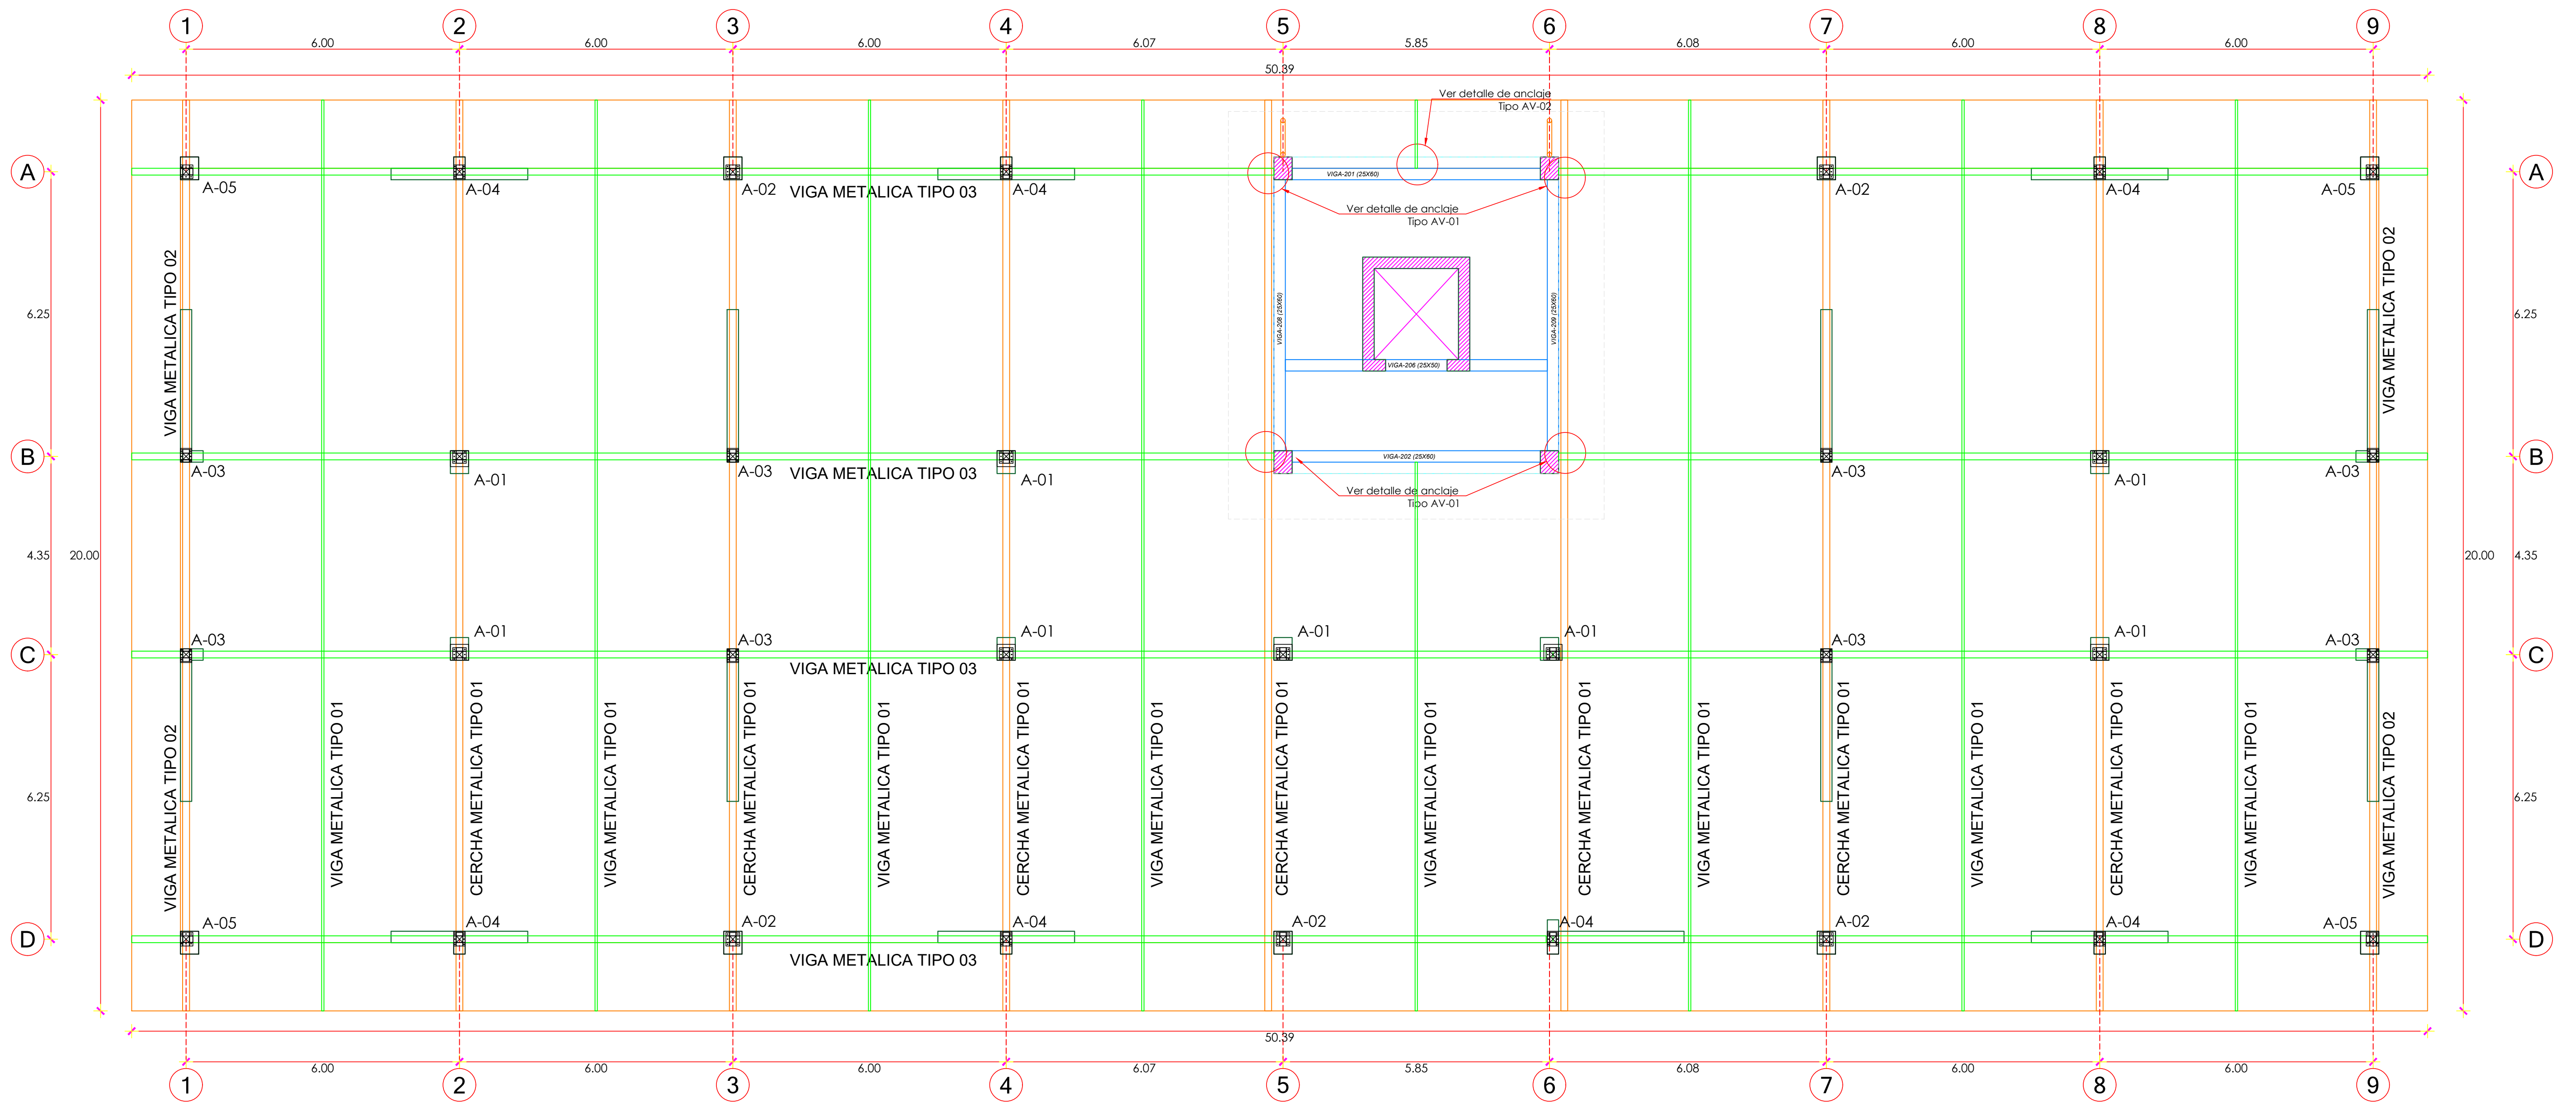 1 2 3 4 5 6 7 8 9
6.00 6.00 6.00 6.07 5.85 6.08 6.00 6.00
50.39
Ver detalle de anclaje
Tipo AV-02
A A
VIGA-201 (25X60)
A-05 A-04 A-02 VIGA METALICA TIPO 03 A-04 A-02 A-04 A-05
Ver detalle de anclaje
Tipo AV-01
VIGA METALICA TIPO 02
VIGA METALICA TIPO 02
6.25 6.25
VIGA-208 (25X60)
VIGA-209 (25X60)
VIGA-206 (25X50)
B B
VIGA-202 (25X60)
A-03 A-01 A-03 VIGA METALICA TIPO 03 A-01 A-03 A-01 A-03
Ver detalle de anclaje
Tipo AV-01
4.35 20.00 20.00 4.35
A-03 A-01 A-03 A-01 A-01 A-01 A-03 A-01 A-03
C C
VIGA METALICA TIPO 03
VIGA METALICA TIPO 02
VIGA METALICA TIPO 01
CERCHA METALICA TIPO 01
VIGA METALICA TIPO 01
CERCHA METALICA TIPO 01
VIGA METALICA TIPO 01
CERCHA METALICA TIPO 01
VIGA METALICA TIPO 01
CERCHA METALICA TIPO 01
VIGA METALICA TIPO 01
CERCHA METALICA TIPO 01
VIGA METALICA TIPO 01
CERCHA METALICA TIPO 01
VIGA METALICA TIPO 01
CERCHA METALICA TIPO 01
VIGA METALICA TIPO 01
VIGA METALICA TIPO 02
6.25 6.25
A-05 A-04 A-02 A-04 A-02 A-04 A-02 A-04 A-05
D D
VIGA METALICA TIPO 03
50.39
6.00 6.00 6.00 6.07 5.85 6.08 6.00 6.00
1 2 3 4 5 6 7 8 9